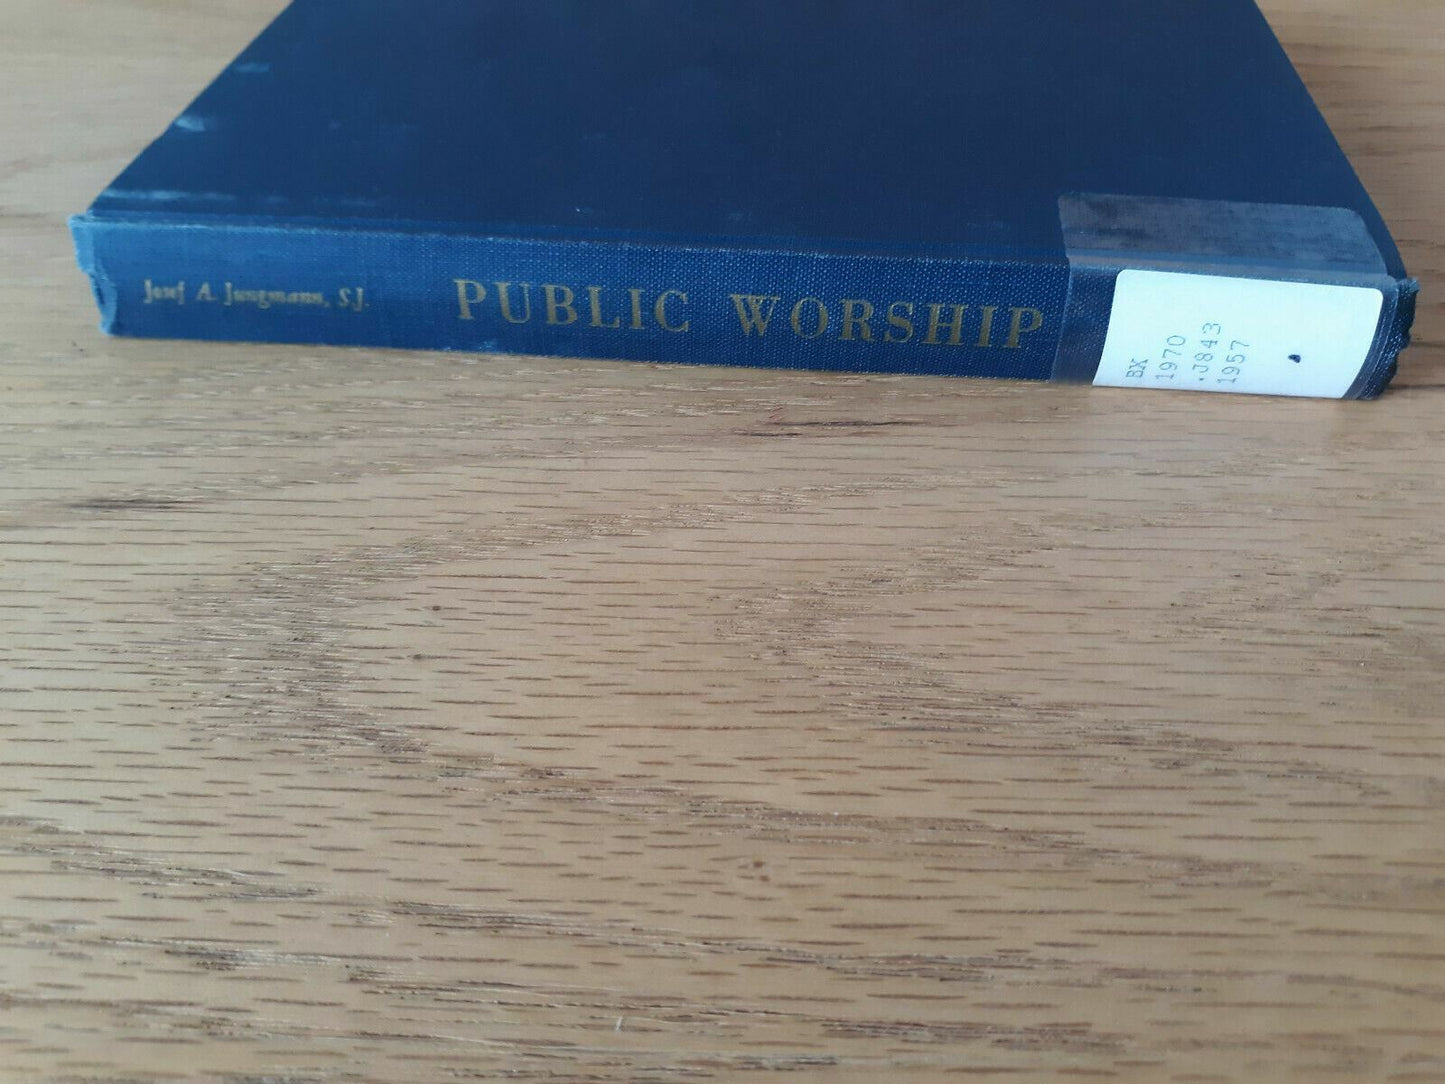 Josef A. Jungmann, S.J.
PUBLIC WORSHIP
BX
1970
.J843
1957